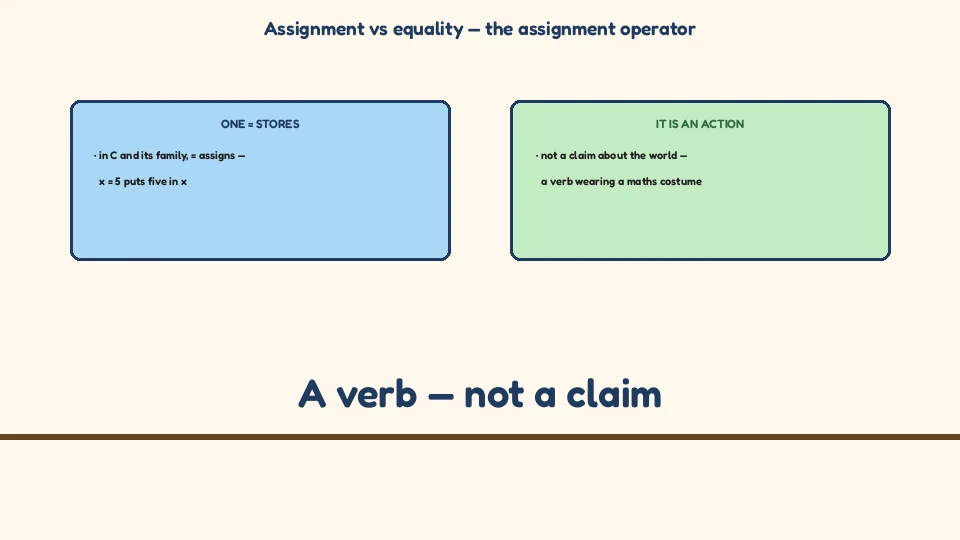 Assignment vs equality — the assignment operator
ONE = STORES
· in C and its family, = assigns —
x = 5 puts five in x
IT IS AN ACTION
· not a claim about the world —
a verb wearing a maths costume
A verb — not a claim